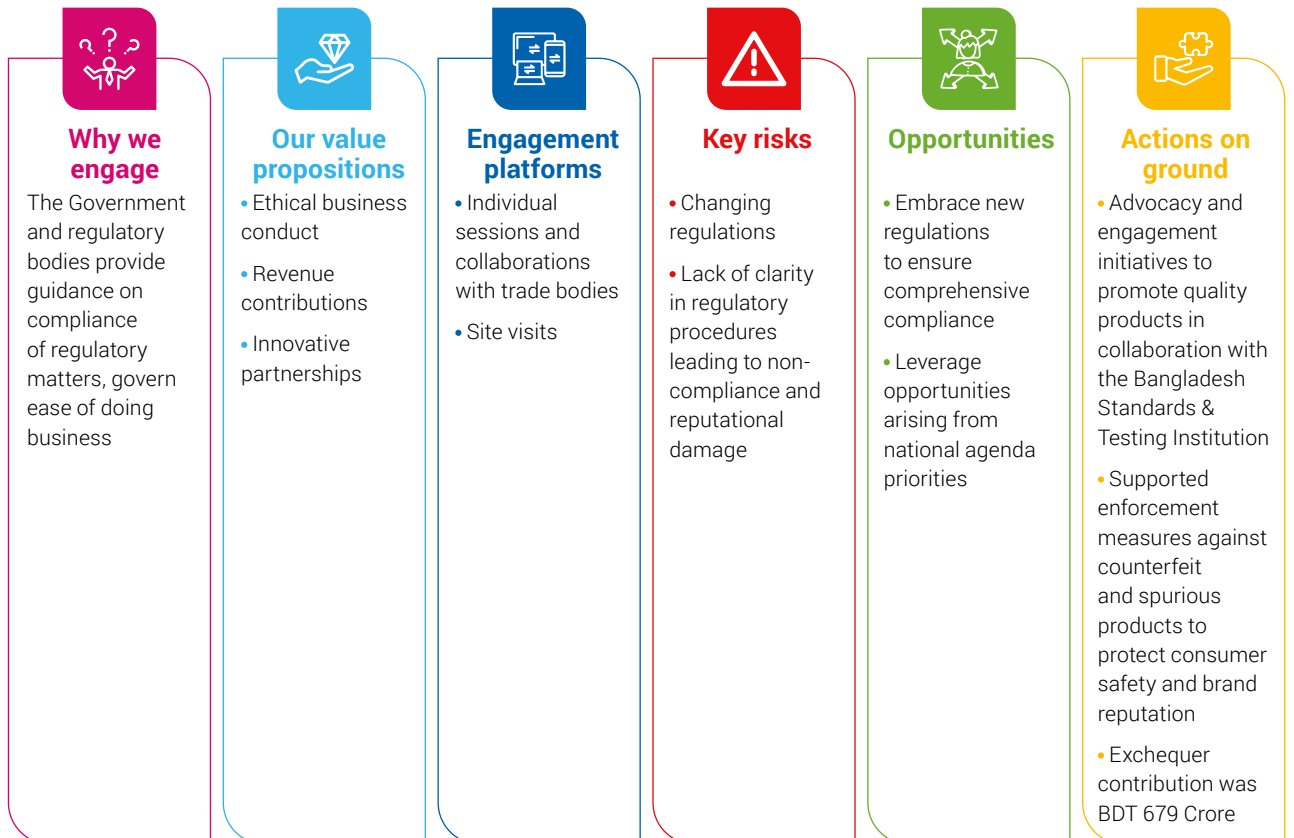 Why we
engage
The Government
and regulatory
bodies provide
guidance on
compliance
of regulatory
matters, govern
ease of doing
business
Our value
propositions
• Ethical business
conduct
• Revenue
contributions
• Innovative
partnerships
Engagement
platforms
• Individual
sessions and
collaborations
with trade bodies
• Site visits
Key risks
• Changing
regulations
• Lack of clarity
in regulatory
procedures
leading to non-
compliance and
reputational
damage
Opportunities
• Embrace new
regulations
to ensure
comprehensive
compliance
• Leverage
opportunities
arising from
national agenda
priorities
Actions on
ground
• Advocacy and
engagement
initiatives to
promote quality
products in
collaboration with
the Bangladesh
Standards &
Testing Institution
• Supported
enforcement
measures against
counterfeit
and spurious
products to
protect consumer
safety and brand
reputation
• Exchequer
contribution was
BDT 679 Crore